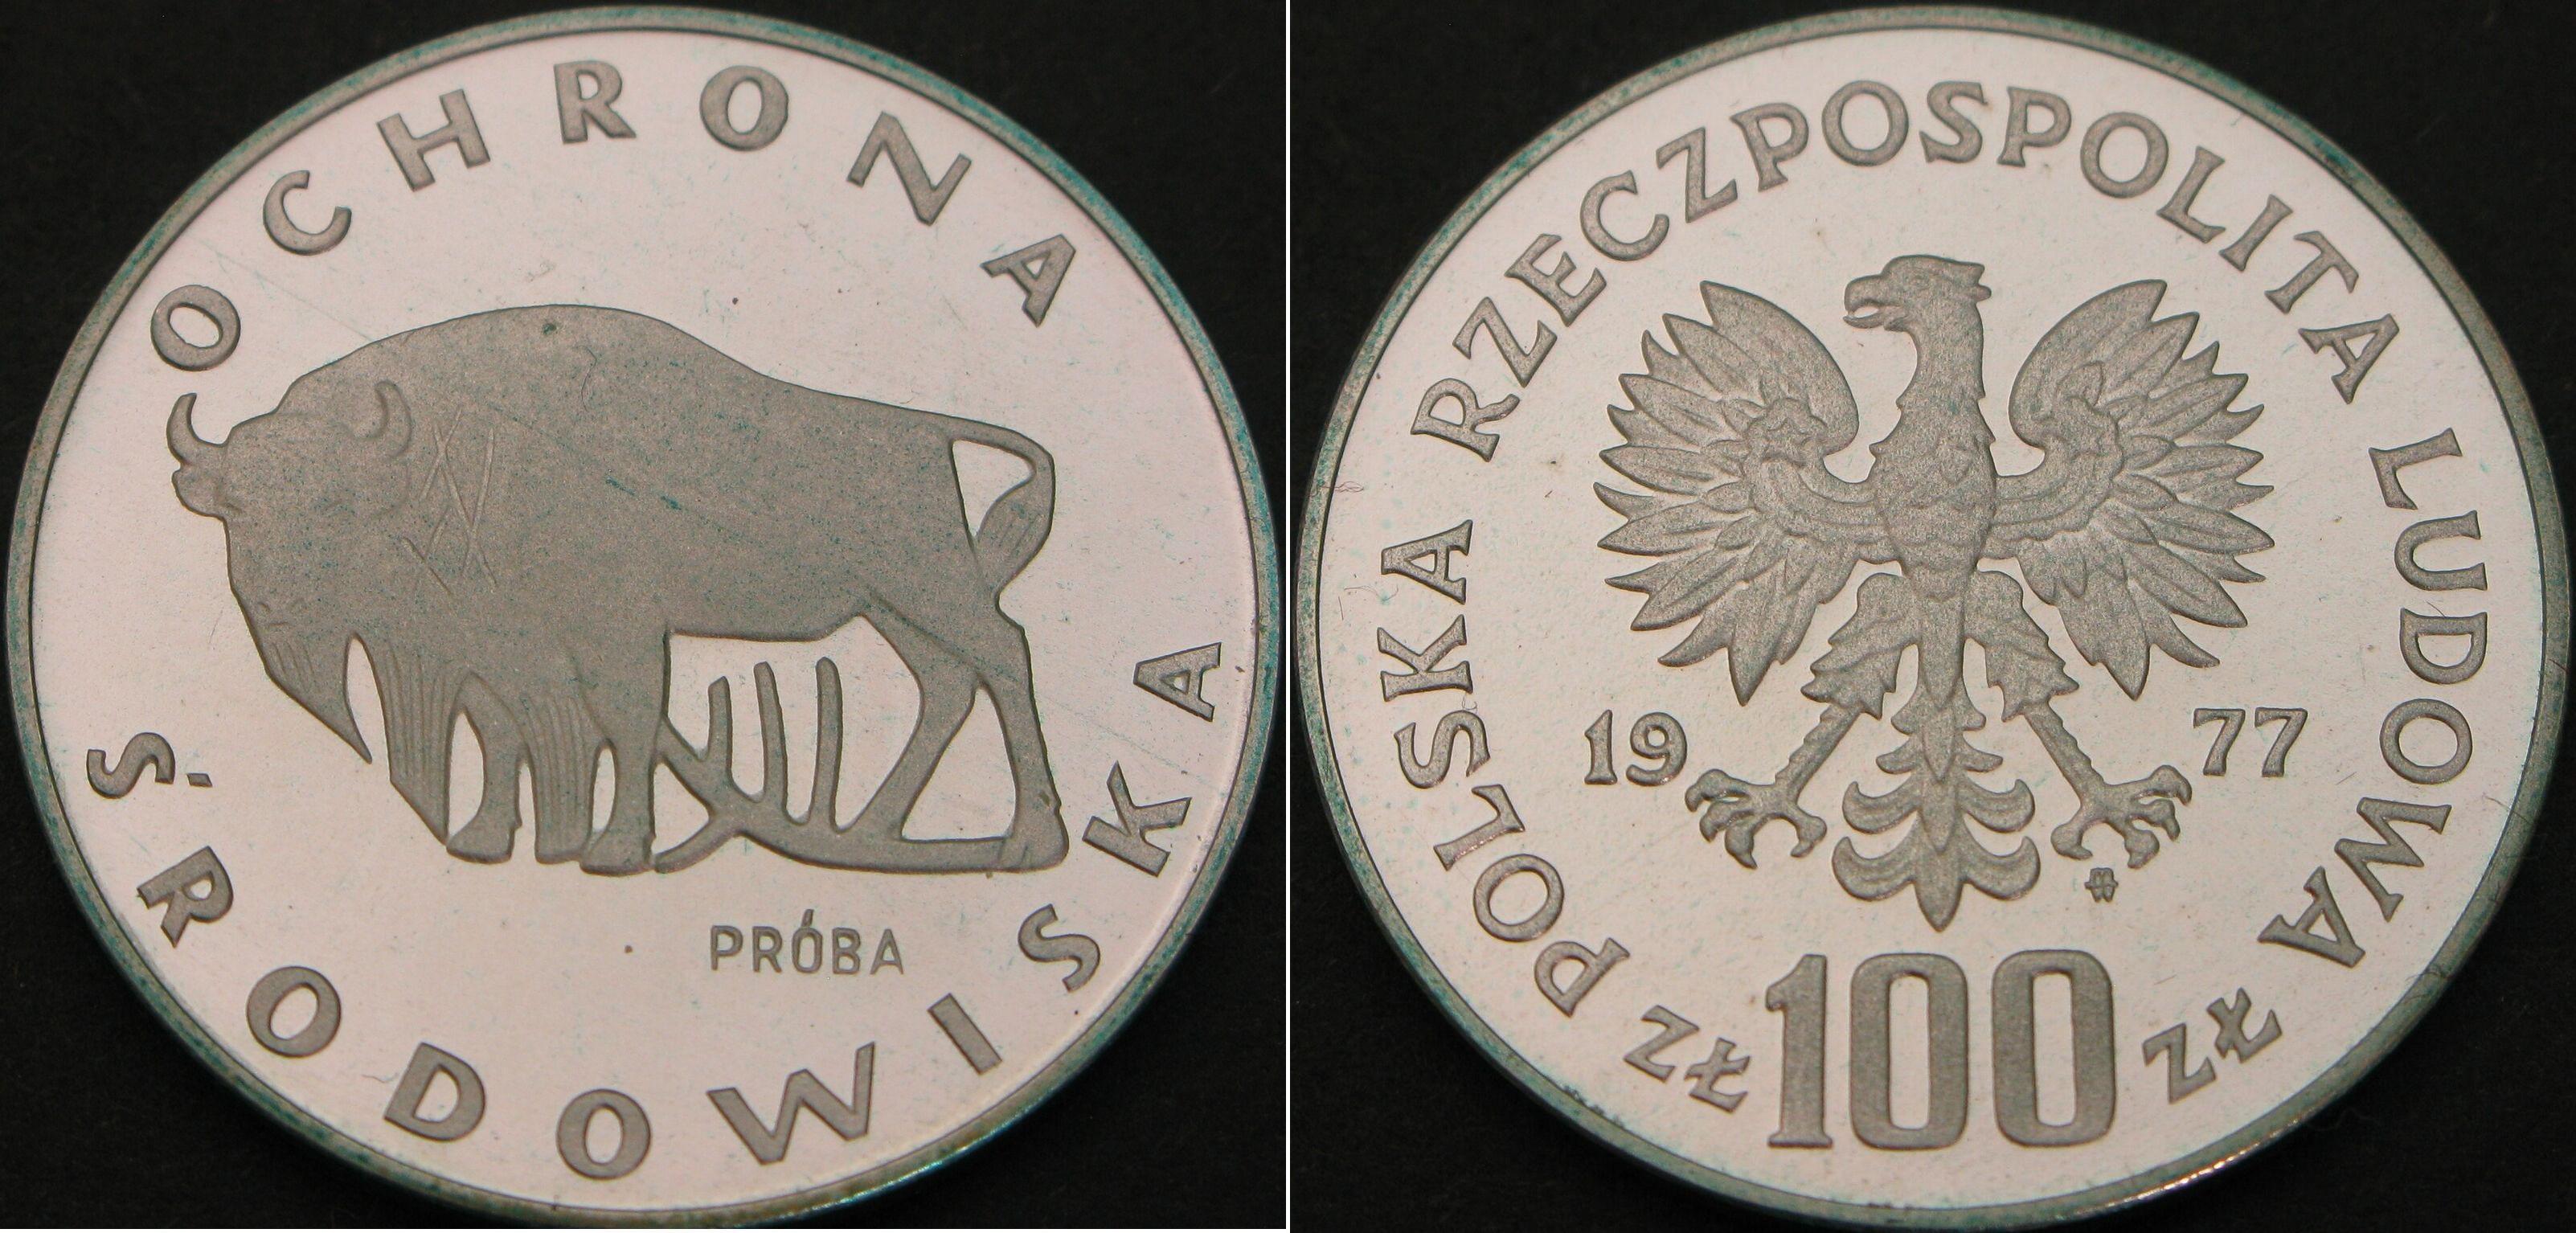 OCHRONA
ŚRODOWISKA
PRÓBA
POLSKA RZECZPOSPOLITA LUDOWA
19 77
ZŁ 100 ZŁ